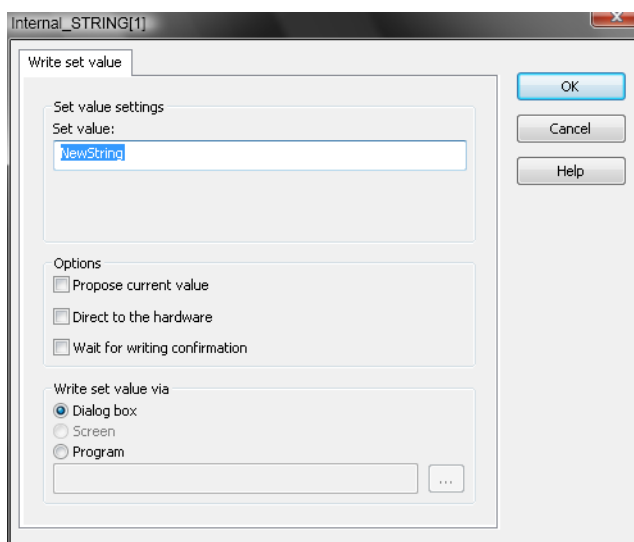 Internal_STRING[1]
Write set value
Set value settings
Set value:
NewString
Options
Propose current value
Direct to the hardware
Wait for writing confirmation
Write set value via
Dialog box
Screen
Program
...
OK
Cancel
Help